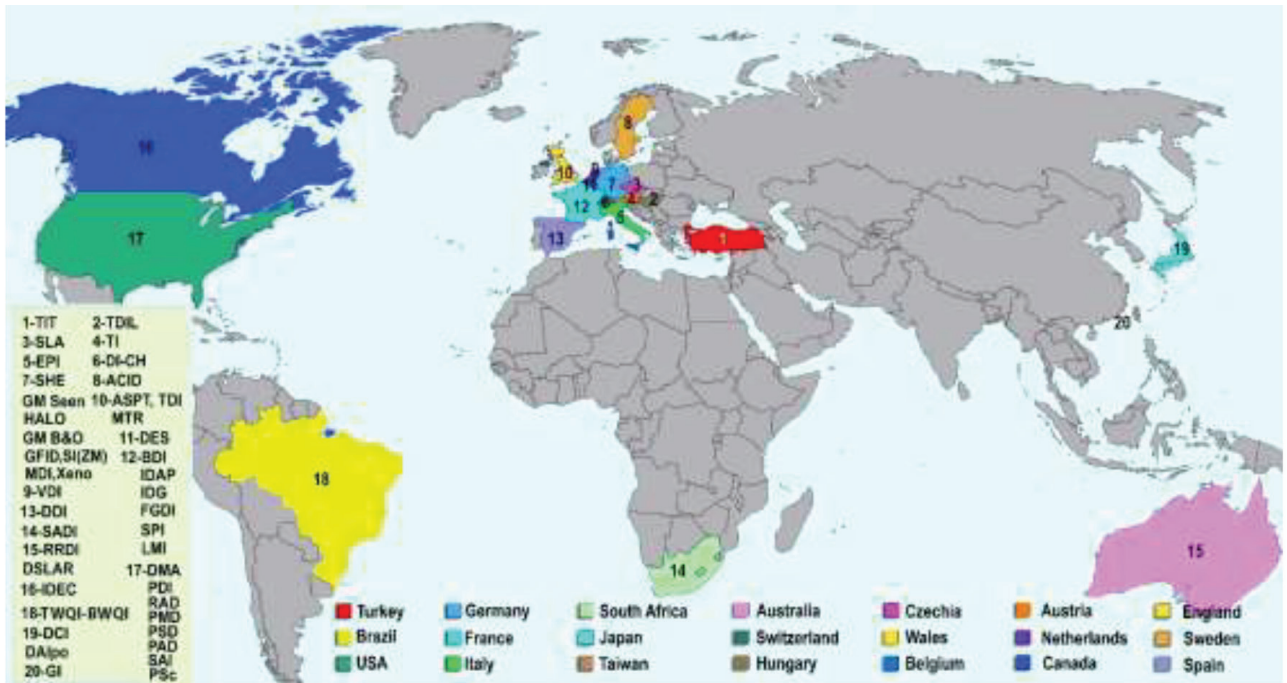 8
16
10
7
3
12
4
2
5
17
13
1
19
20
18
15
14
1-TIT 2-TDIL
3-SLA 4-TI
5-EPI 6-DI-CH
7-SHE 8-ACID
GM Seen 10-ASPT, TDI
HALO MTR
GM B&O 11-DES
GFID,SI(ZM) 12-BDI
MDI,Xeno IDAP
9-VDI IDG
13-DDI FGDI
14-SADI SPI
15-RRDI LMI
DSLAR 17-DMA
16-IDEC PDI
RAD
18-TWQI-BWQI PMD
19-DCI PSD
DAIpo PAD
SAI
20-GI PSc
Turkey Germany South Africa Australia Czechia Austria England
Brazil France Japan Switzerland Wales Netherlands Sweden
USA Italy Taiwan Hungary Belgium Canada Spain